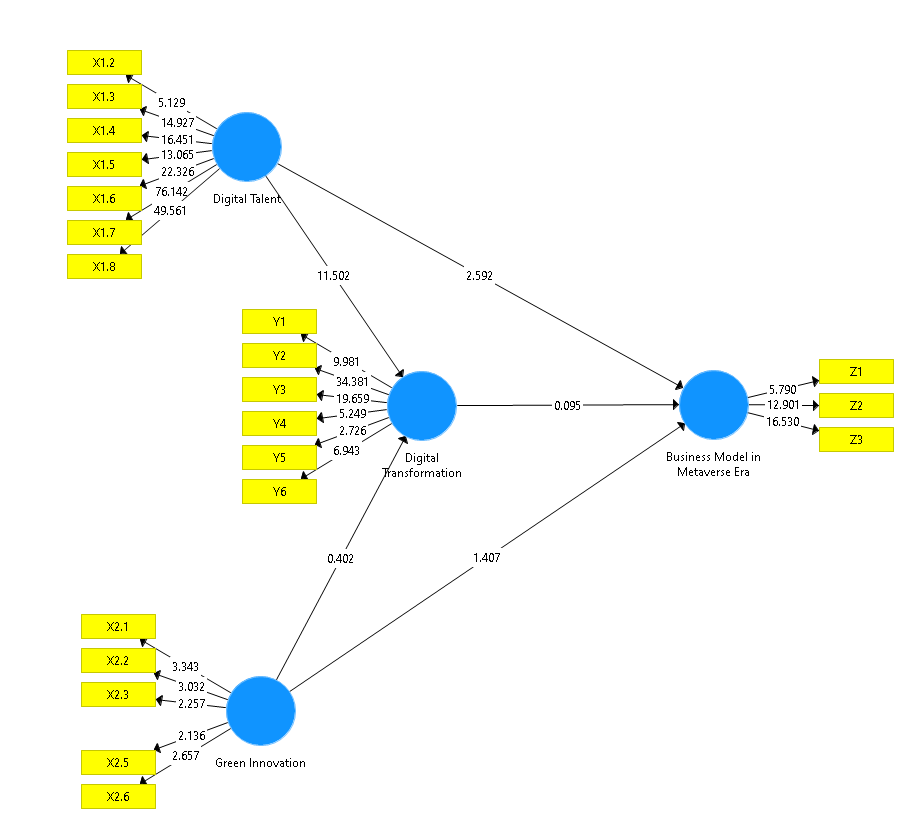 X1.2
X1.3
X1.4
X1.5
X1.6
X1.7
X1.8
5.129
14.927
16.451
13.065
22.326
76.142
49.561
Digital Talent
11.502
2.592
Y1
Y2
Y3
Y4
Y5
Y6
9.981
34.381
19.659
5.249
2.726
6.943
Digital
Transformation
0.095
Z1
Z2
Z3
5.790
12.901
16.530
Business Model in
Metaverse Era
0.402
1.407
X2.1
X2.2
X2.3
X2.5
X2.6
3.343
3.032
2.257
2.136
2.657
Green Innovation